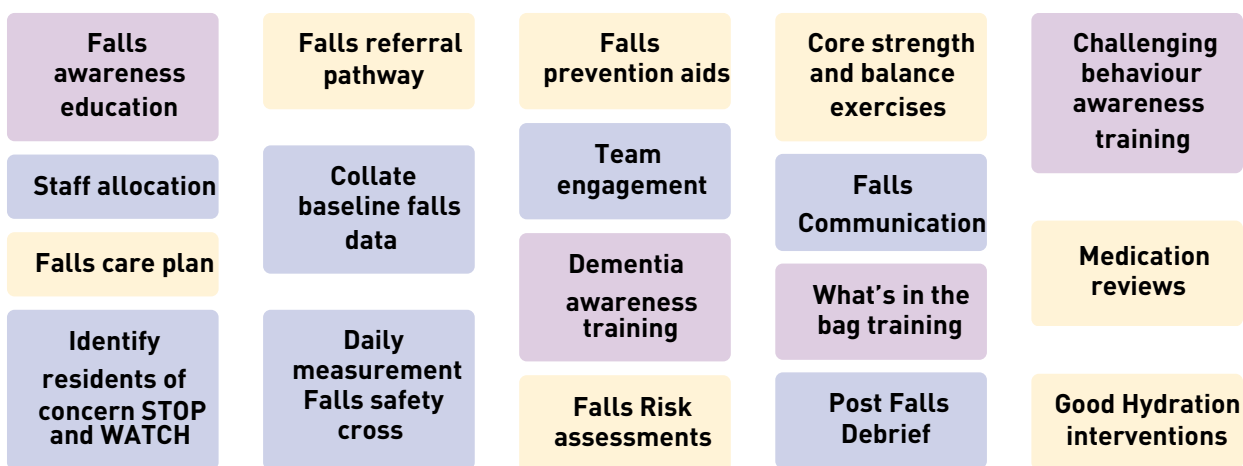 Falls
awareness
education
Staff allocation
Falls care plan
Identify
residents of
concern STOP
and WATCH
Falls referral
pathway
Collate
baseline falls
data
Daily
measurement
Falls safety
cross
Falls
prevention aids
Team
engagement
Dementia
awareness
training
Falls Risk
assessments
Core strength
and balance
exercises
Falls
Communication
What’s in the
bag training
Post Falls
Debrief
Challenging
behaviour
awareness
training
Medication
reviews
Good Hydration
interventions